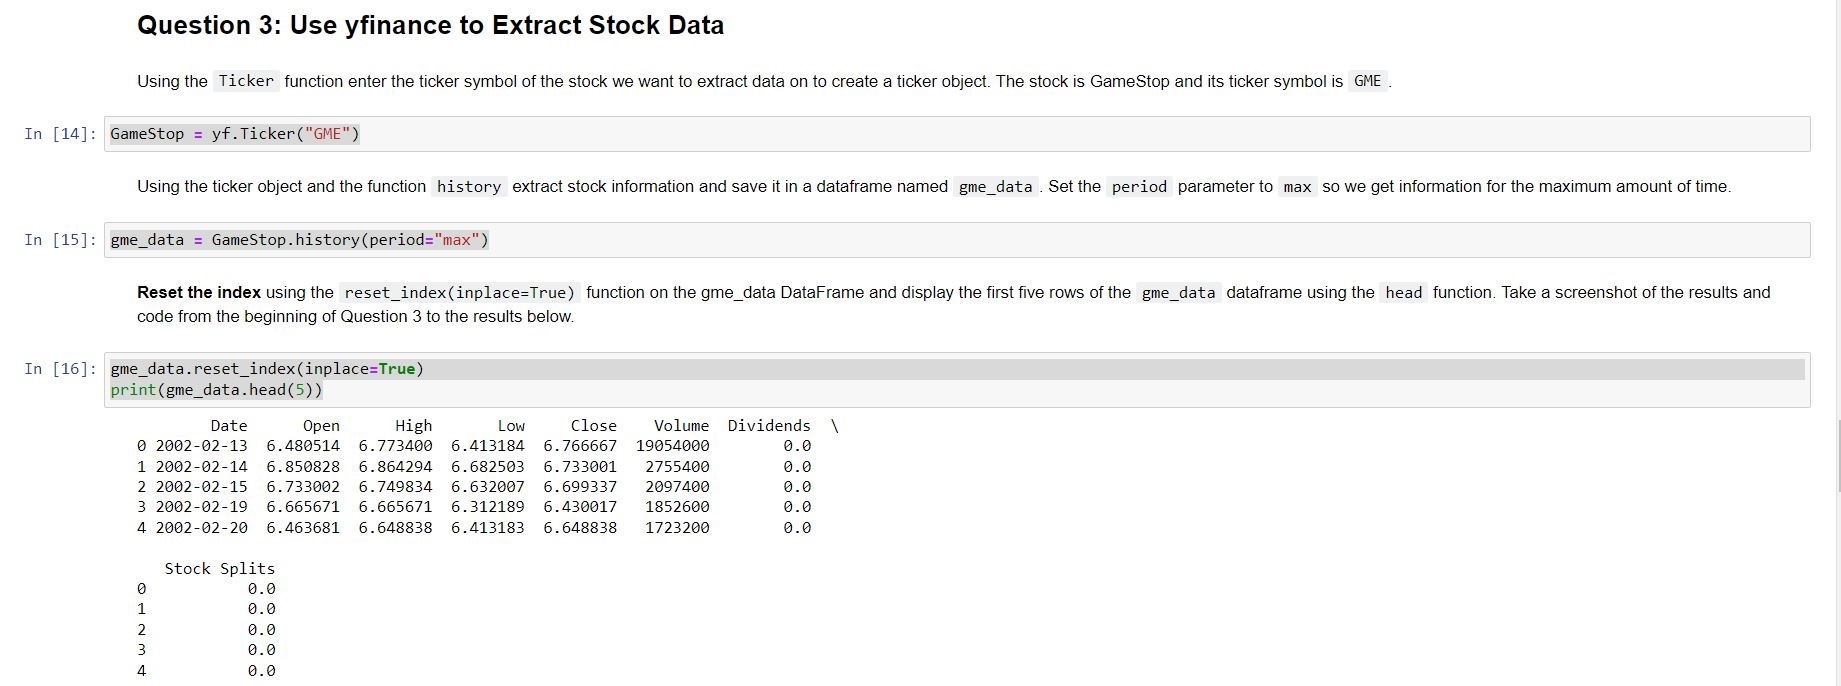 Question 3: Use yfinance to Extract Stock Data
Using the Ticker function enter the ticker symbol of the stock we want to extract data on to create a ticker object. The stock is GameStop and its ticker symbol is GME .
In [14]: GameStop = yf.Ticker("GME")
Using the ticker object and the function history extract stock information and save it in a dataframe named gme_data . Set the period parameter to max so we get information for the maximum amount of time.
In [15]: gme_data = GameStop.history(period="max")
Reset the index using the reset_index(inplace=True) function on the gme_data DataFrame and display the first five rows of the gme_data dataframe using the head function. Take a screenshot of the results and
code from the beginning of Question 3 to the results below.
In [16]: gme_data.reset_index(inplace=True)
print(gme_data.head(5))
Date Open High Low Close Volume Dividends \
0 2002-02-13 6.480514 6.773400 6.413184 6.766667 19054000 0.0
1 2002-02-14 6.850828 6.864294 6.682503 6.733001 2755400 0.0
2 2002-02-15 6.733002 6.749834 6.632007 6.699337 2097400 0.0
3 2002-02-19 6.665671 6.665671 6.312189 6.430017 1852600 0.0
4 2002-02-20 6.463681 6.648838 6.413183 6.648838 1723200 0.0
Stock Splits
0 0.0
1 0.0
2 0.0
3 0.0
4 0.0